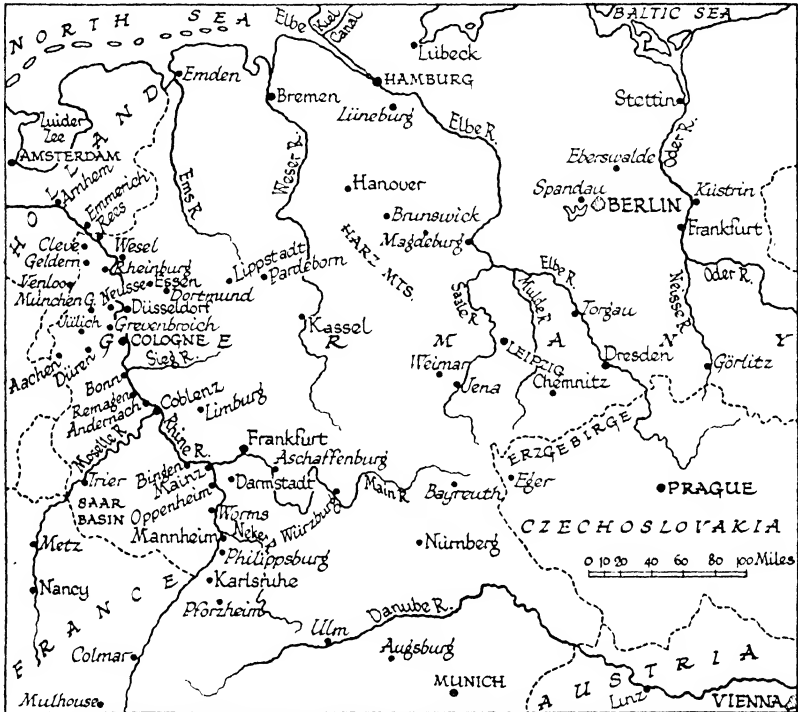 NORTH SEA
BALTIC SEA
Elbe
Kiel
Canal
Lübeck
Emden
HAMBURG
Bremen
Lüneburg
Stettin
Zuider
Zee
AMSTERDAM
HOLLAND
Elbe R.
Oder R.
Eberswalde
Arnhem
Emmerich
Rees
Ems R
Weser R.
Hanover
Spandau
BERLIN
Küstrin
Brunswick
Magdeburg
Frankfurt
Cleve
Wesel
Geldern
Rheinburg
Lippstadt
Pardeborn
HARZ MTS.
Elbe R.
Oder R.
Venloo
Essen
Dortmund
München G.
Neusse
Düsseldorf
Saale R.
Mulde R.
Torgau
Neisse R.
Jülich
Grevenbroich
Kassel
GERMANY
COLOGNE
Sieg R.
LEIPZIG
Dresden
Görlitz
Aachen
Düren
Weimar
Jena
Chemnitz
Bonn
Remagen
Andernach
Coblenz
Limburg
ERZGEBIRGE
Moselle R.
Rhine R.
Frankfurt
Aschaffenburg
Trier
Bingen
Mainz
Darmstadt
Main R
Bayreuth
Eger
PRAGUE
SAAR
BASIN
Oppenheim
Worms
Würzburg
CZECHOSLOVAKIA
Metz
Mannheim
Neker
Philippsburg
Nürnberg
0 10 20 40 60 80 100 Miles
Nancy
Karlsruhe
Pforzheim
Danube R.
FRANCE
Ulm
Augsburg
Colmar
MUNICH
AUSTRIA
Linz
VIENNA
Mulhouse